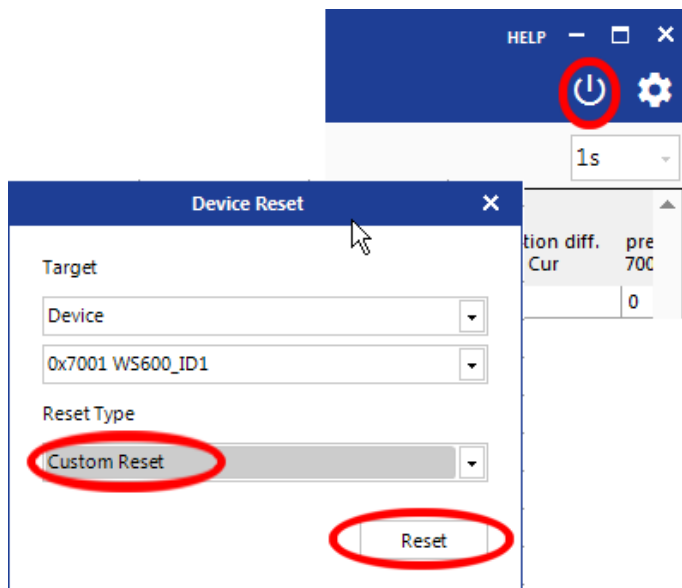 HELP
1s
Device Reset
tion diff. pre
Cur 700
0
Target
Device
0x7001 WS600_ID1
Reset Type
Custom Reset
Reset